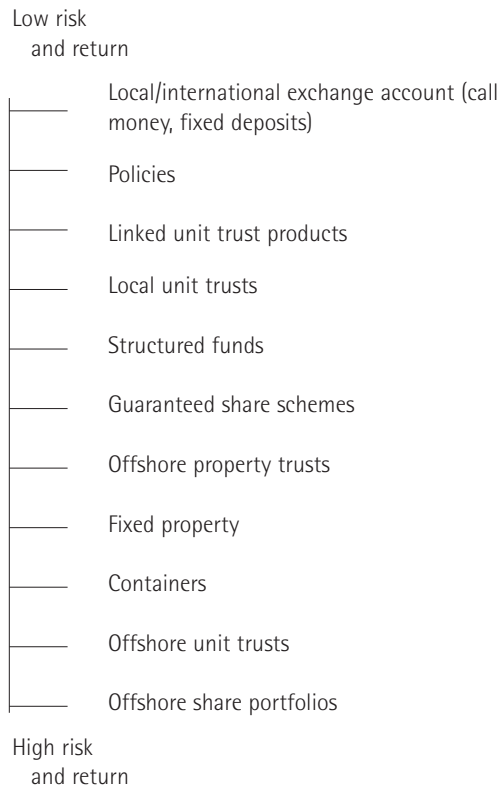 Low risk
and return
Local/international exchange account (call
money, fixed deposits)
Policies
Linked unit trust products
Local unit trusts
Structured funds
Guaranteed share schemes
Offshore property trusts
Fixed property
Containers
Offshore unit trusts
Offshore share portfolios
High risk
and return